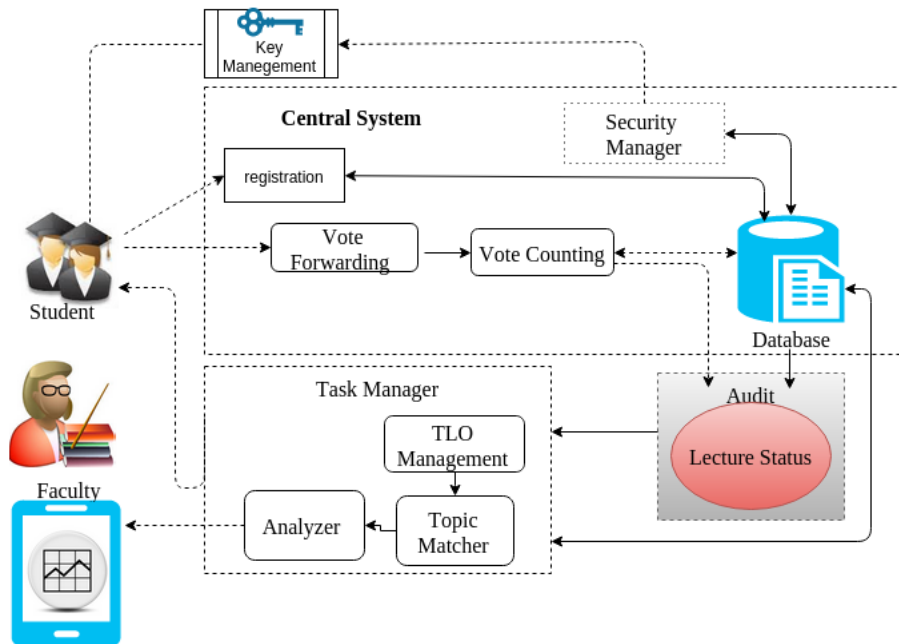 Key
Manegement
Central System
Security
Manager
registration
Vote
Forwarding
Vote Counting
Student
Database
Task Manager
Audit
TLO
Management
Lecture Status
Faculty
Analyzer
Topic
Matcher